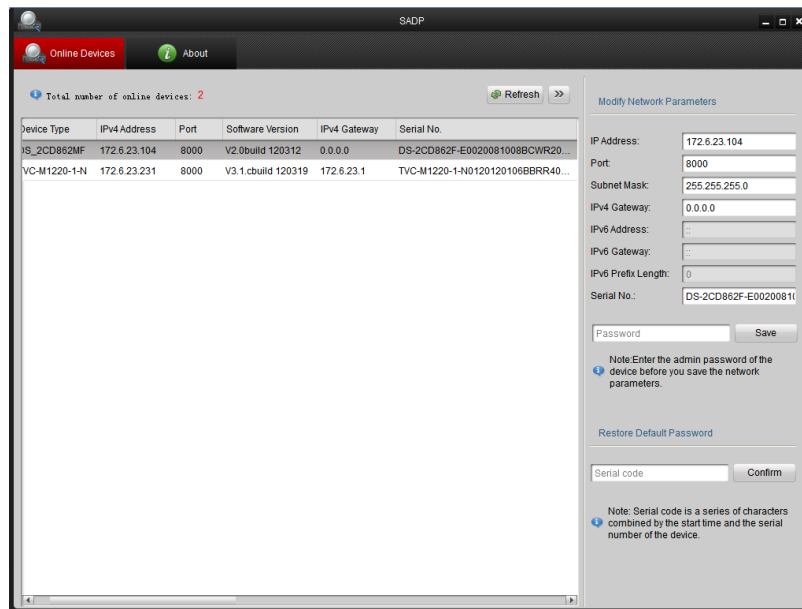 SADP
Online Devices
About
Total number of online devices: 2
Refresh
Device Type IPv4 Address Port Software Version IPv4 Gateway Serial No.
DS_2CD862MF 172.6.23.104 8000 V2.0build 120312 0.0.0.0 DS-2CD862F-E0020081008BCWR20...
TVC-M1220-1-N 172.6.23.231 8000 V3.1.cbuild 120319 172.6.23.1 TVC-M1220-1-N0120120106BBRR40...
Modify Network Parameters
IP Address: 172.6.23.104
Port: 8000
Subnet Mask: 255.255.255.0
IPv4 Gateway: 0.0.0.0
IPv6 Address: ::
IPv6 Gateway: ::
IPv6 Prefix Length: 0
Serial No.: DS-2CD862F-E00200810
Password
Save
Note:Enter the admin password of the
device before you save the network
parameters.
Restore Default Password
Serial code
Confirm
Note: Serial code is a series of characters
combined by the start time and the serial
number of the device.